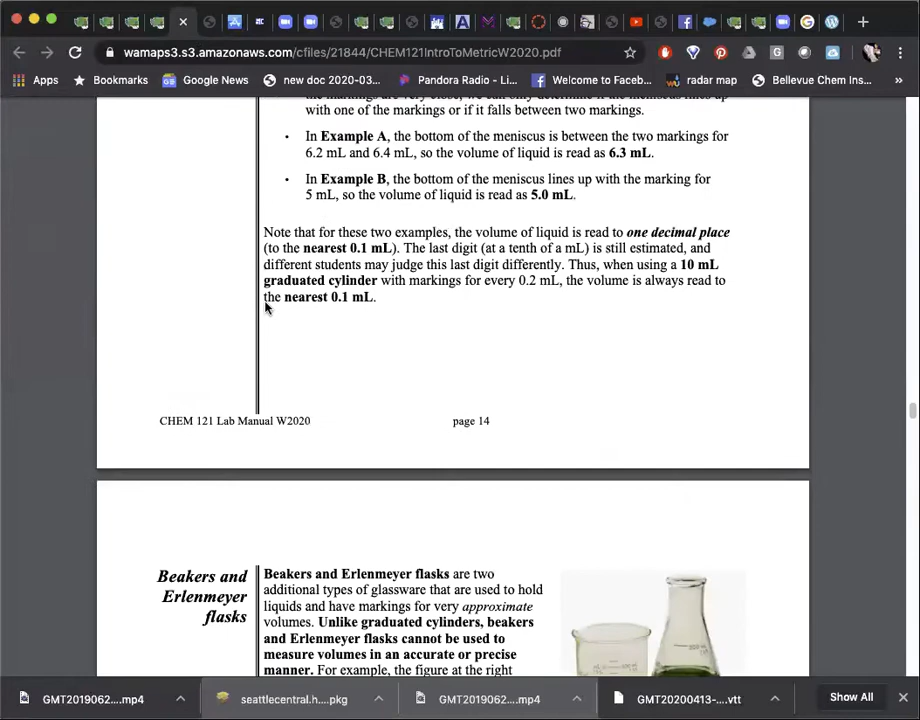 wamaps3.s3.amazonaws.com/cfiles/21844/CHEM121IntroToMetricW2020.pdf
Apps
Bookmarks
Google News
new doc 2020-03...
Pandora Radio - Li...
Welcome to Faceb...
radar map
Bellevue Chem Ins...
with one of the markings or if it falls between two markings.
• In Example A, the bottom of the meniscus is between the two markings for
6.2 mL and 6.4 mL, so the volume of liquid is read as 6.3 mL.
• In Example B, the bottom of the meniscus lines up with the marking for
5 mL, so the volume of liquid is read as 5.0 mL.
Note that for these two examples, the volume of liquid is read to one decimal place
(to the nearest 0.1 mL). The last digit (at a tenth of a mL) is still estimated, and
different students may judge this last digit differently. Thus, when using a 10 mL
graduated cylinder with markings for every 0.2 mL, the volume is always read to
the nearest 0.1 mL.
CHEM 121 Lab Manual W2020
page 14
Beakers and
Erlenmeyer
flasks
Beakers and Erlenmeyer flasks are two
additional types of glassware that are used to hold
liquids and have markings for very approximate
volumes. Unlike graduated cylinders, beakers
and Erlenmeyer flasks cannot be used to
measure volumes in an accurate or precise
manner. For example, the figure at the right
GMT2019062....mp4
seattlecentral.h....pkg
GMT2019062....mp4
GMT20200413-....vtt
Show All